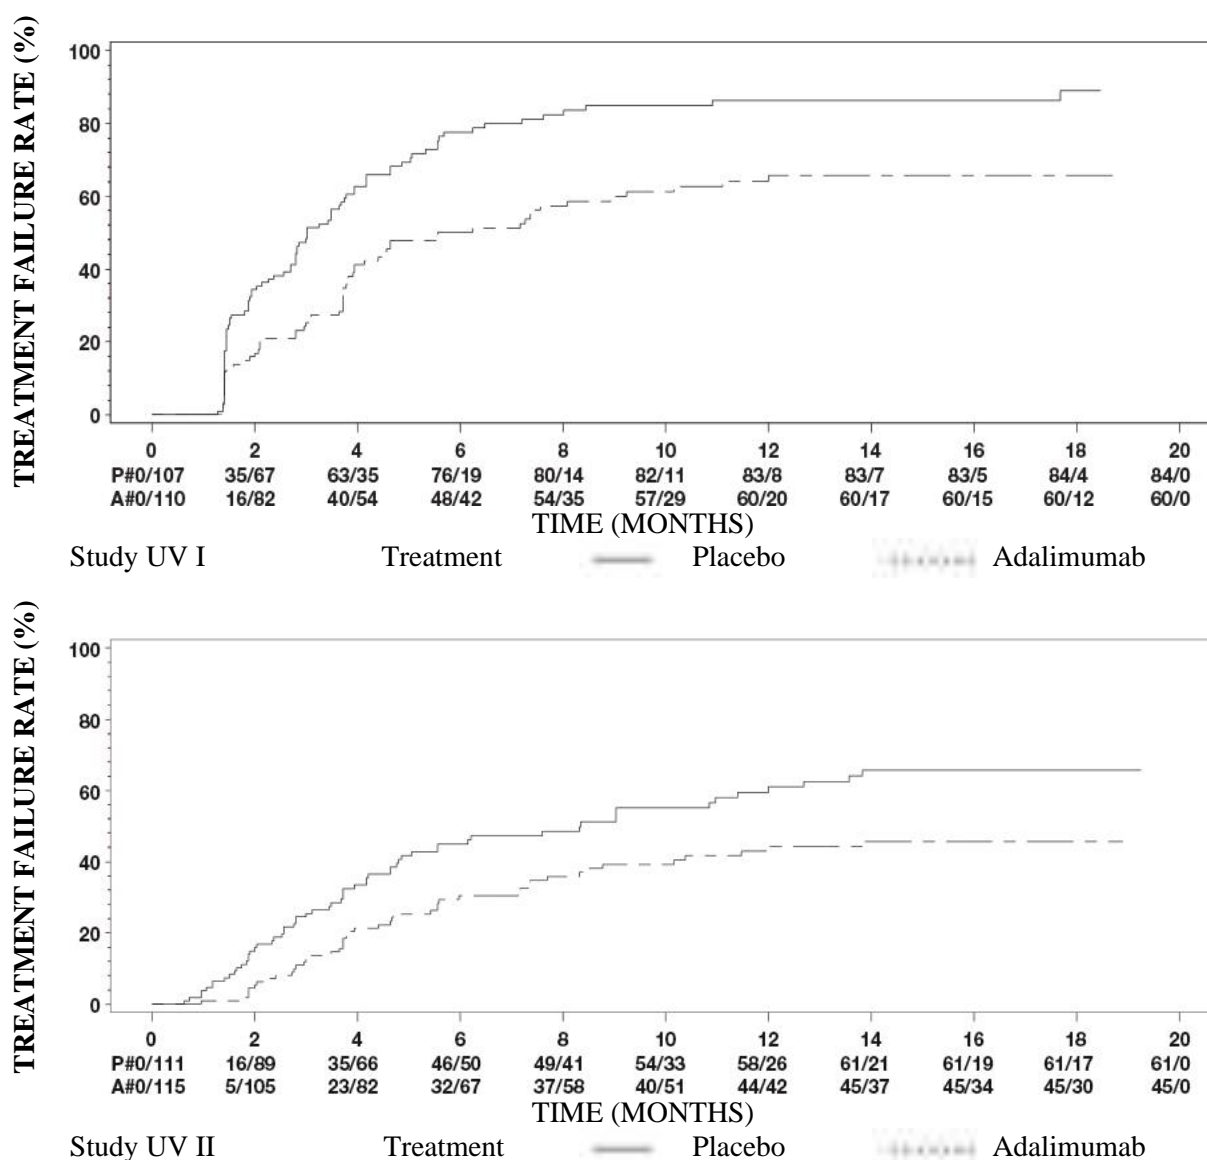 TREATMENT FAILURE RATE (%)
100
80
60
40
20
0
0 2 4 6 8 10 12 14 16 18 20
P#0/107 35/67 63/35 76/19 80/14 82/11 83/8 83/7 83/5 84/4 84/0
A#0/110 16/82 40/54 48/42 54/35 57/29 60/20 60/17 60/15 60/12 60/0
TIME (MONTHS)
Study UV I Treatment Placebo Adalimumab
TREATMENT FAILURE RATE (%)
100
80
60
40
20
0
0 2 4 6 8 10 12 14 16 18 20
P#0/111 16/89 35/66 46/50 49/41 54/33 58/26 61/21 61/19 61/17 61/0
A#0/115 5/105 23/82 32/67 37/58 40/51 44/42 45/37 45/34 45/30 45/0
TIME (MONTHS)
Study UV II Treatment Placebo Adalimumab